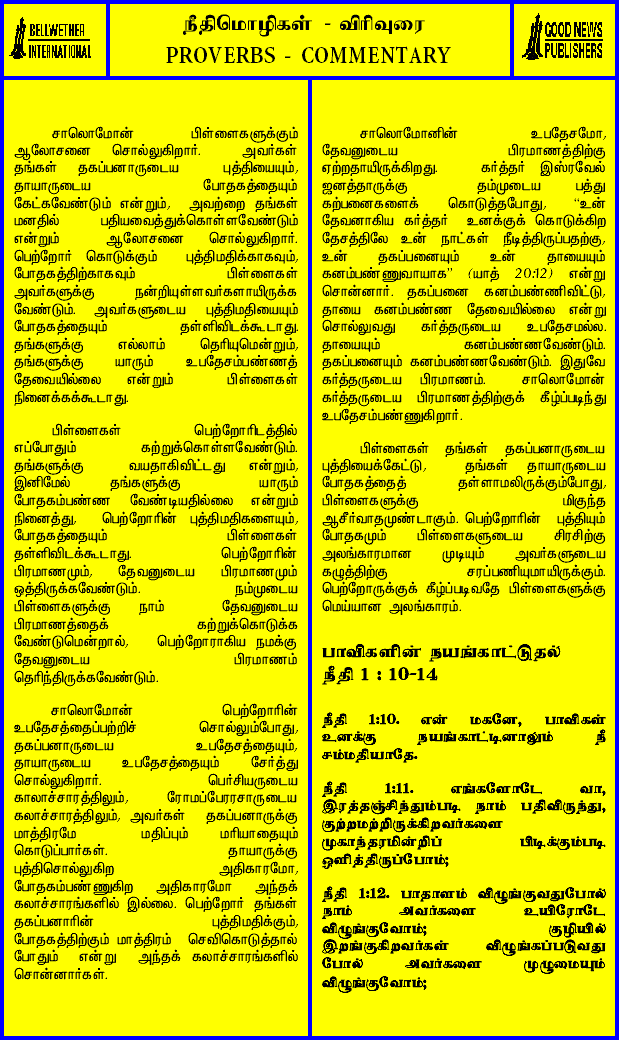 BELLWETHER
INTERNATIONAL
நீதிமொழிகள் - விரிவுரை
PROVERBS - COMMENTARY
GOOD NEWS
PUBLISHERS
சாலொமோன் பிள்ளைகளுக்கும்
ஆலோசனை சொல்லுகிறார். அவர்கள்
தங்கள் தகப்பனாருடைய புத்தியையும்,
தாயாருடைய போதகத்தையும்
கேட்கவேண்டும் என்றும், அவற்றை தங்கள்
மனதில் பதியவைத்துக்கொள்ளவேண்டும்
என்றும் ஆலோசனை சொல்லுகிறார்.
பெற்றோர் கொடுக்கும் புத்திமதிக்காகவும்,
போதகத்திற்காகவும் பிள்ளைகள்
அவர்களுக்கு நன்றியுள்ளவர்களாயிருக்க
வேண்டும். அவர்களுடைய புத்திமதியையும்
போதகத்தையும் தள்ளிவிடக்கூடாது.
தங்களுக்கு எல்லாம் தெரியுமென்றும்,
தங்களுக்கு யாரும் உபதேசம்பண்ணத்
தேவையில்லை என்றும் பிள்ளைகள்
நினைக்கக்கூடாது.
பிள்ளைகள் பெற்றோரிடத்தில்
எப்போதும் கற்றுக்கொள்ளவேண்டும்.
தங்களுக்கு வயதாகிவிட்டது என்றும்,
இனிமேல் தங்களுக்கு யாரும்
போதகம்பண்ண வேண்டியதில்லை என்றும்
நினைத்து, பெற்றோரின் புத்திமதிகளையும்,
போதகத்தையும் பிள்ளைகள்
தள்ளிவிடக்கூடாது. பெற்றோரின்
பிரமாணமும், தேவனுடைய பிரமாணமும்
ஒத்திருக்கவேண்டும். நம்முடைய
பிள்ளைகளுக்கு நாம் தேவனுடைய
பிரமாணத்தைக் கற்றுக்கொடுக்க
வேண்டுமென்றால், பெற்றோராகிய நமக்கு
தேவனுடைய பிரமாணம்
தெரிந்திருக்கவேண்டும்.
சாலொமோன் பெற்றோரின்
உபதேசத்தைப்பற்றிச் சொல்லும்போது,
தகப்பனாருடைய உபதேசத்தையும்,
தாயாருடைய உபதேசத்தையும் சேர்த்து
சொல்லுகிறார். பெர்சியருடைய
காலாச்சாரத்திலும், ரோமப்பேரரசாருடைய
கலாச்சாரத்திலும், அவர்கள் தகப்பனாருக்கு
மாத்திரமே மதிப்பும் மரியாதையும்
கொடுப்பார்கள். தாயாருக்கு
புத்திசொல்லுகிற அதிகாரமோ,
போதகம்பண்ணுகிற அதிகாரமோ அந்தக்
கலாச்சாரங்களில் இல்லை. பெற்றோர் தங்கள்
தகப்பனாரின் புத்திமதிக்கும்,
போதகத்திற்கும் மாத்திரம் செவிகொடுத்தால்
போதும் என்று அந்தக் கலாச்சாரங்களில்
சொன்னார்கள்.
சாலொமோனின் உபதேசமோ,
தேவனுடைய பிரமாணத்திற்கு
ஏற்றதாயிருக்கிறது. கர்த்தர் இஸ்ரவேல்
ஜனத்தாருக்கு தம்முடைய பத்து
கற்பனைகளைக் கொடுத்தபோது, “உன்
தேவனாகிய கர்த்தர் உனக்குக் கொடுக்கிற
தேசத்திலே உன் நாட்கள் நீடித்திருப்பதற்கு,
உன் தகப்பனையும் உன் தாயையும்
கனம்பண்ணுவாயாக” (யாத் 20:12) என்று
சொன்னார். தகப்பனை கனம்பண்ணிவிட்டு,
தாயை கனம்பண்ண தேவையில்லை என்று
சொல்லுவது கர்த்தருடைய உபதேசமல்ல.
தாயையும் கனம்பண்ணவேண்டும்.
தகப்பனையும் கனம்பண்ணவேண்டும். இதுவே
கர்த்தருடைய பிரமாணம். சாலொமோன்
கர்த்தருடைய பிரமாணத்திற்குக் கீழ்ப்படிந்து
உபதேசம்பண்ணுகிறார்.
பிள்ளைகள் தங்கள் தகப்பனாருடைய
புத்தியைக்கேட்டு, தங்கள் தாயாருடைய
போதகத்தைத் தள்ளாமலிருக்கும்போது,
பிள்ளைகளுக்கு மிகுந்த
ஆசீர்வாதமுண்டாகும். பெற்றோரின் புத்தியும்
போதகமும் பிள்ளைகளுடைய சிரசிற்கு
அலங்காரமான முடியும் அவர்களுடைய
கழுத்திற்கு சரப்பணியுமாயிருக்கும்.
பெற்றோருக்குக் கீழ்ப்படிவதே பிள்ளைகளுக்கு
மெய்யான அலங்காரம்.
பாவிகளின் நயங்காட்டுதல்
நீதி 1 : 10-14
நீதி 1:10. என் மகனே, பாவிகள்
உனக்கு நயங்காட்டினாலும் நீ
சம்மதியாதே.
நீதி 1:11. எங்களோடே வா,
இரத்தஞ்சிந்தும்படி நாம் பதிவிருந்து,
குற்றமற்றிருக்கிறவர்களை
முகாந்தரமின்றிப் பிடிக்கும்படி
ஒளித்திருப்போம்;
நீதி 1:12. பாதாளம் விழுங்குவதுபோல்
நாம் அவர்களை உயிரோடே
விழுங்குவோம்; குழியில்
இறங்குகிறவர்கள் விழுங்கப்படுவது
போல் அவர்களை முழுமையும்
விழுங்குவோம்;